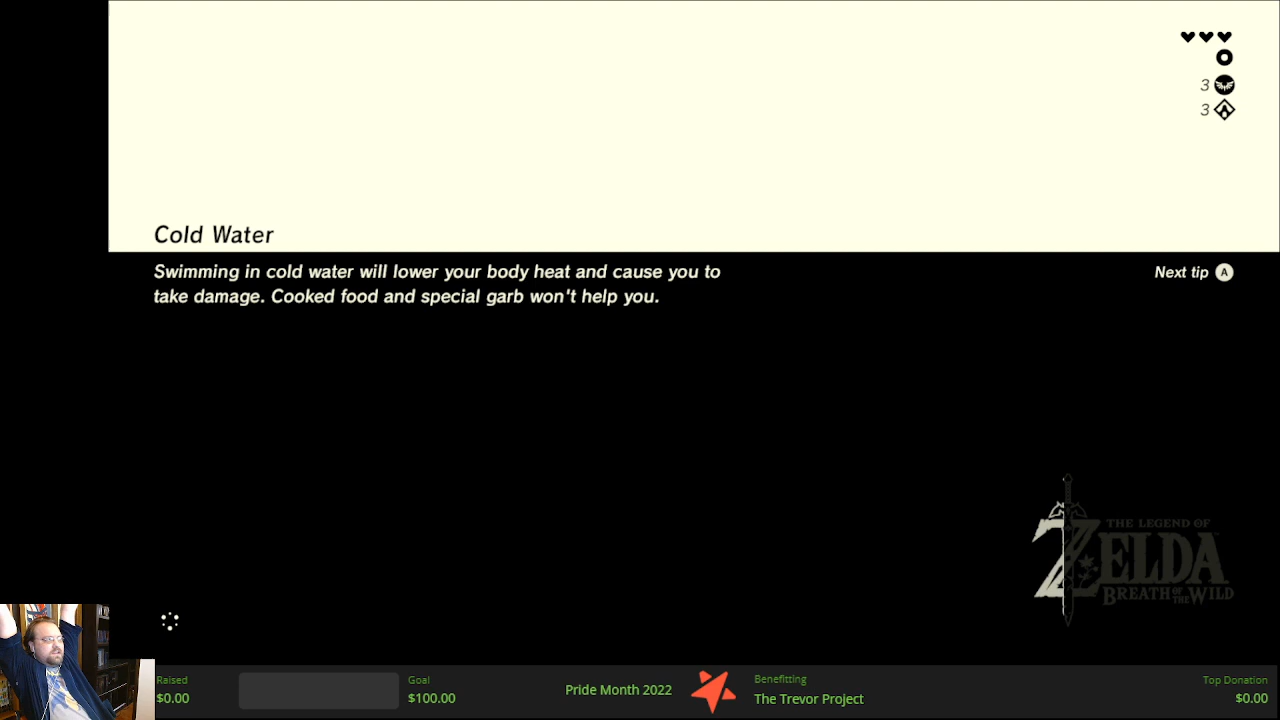 3
3
Cold Water
Swimming in cold water will lower your body heat and cause you to
take damage. Cooked food and special garb won't help you.
Next tip A
THE LEGEND OF
ZELDA
BREATH OF THE WILD
Raised
$0.00
Goal
$100.00
Pride Month 2022
Benefitting
The Trevor Project
Top Donation
$0.00